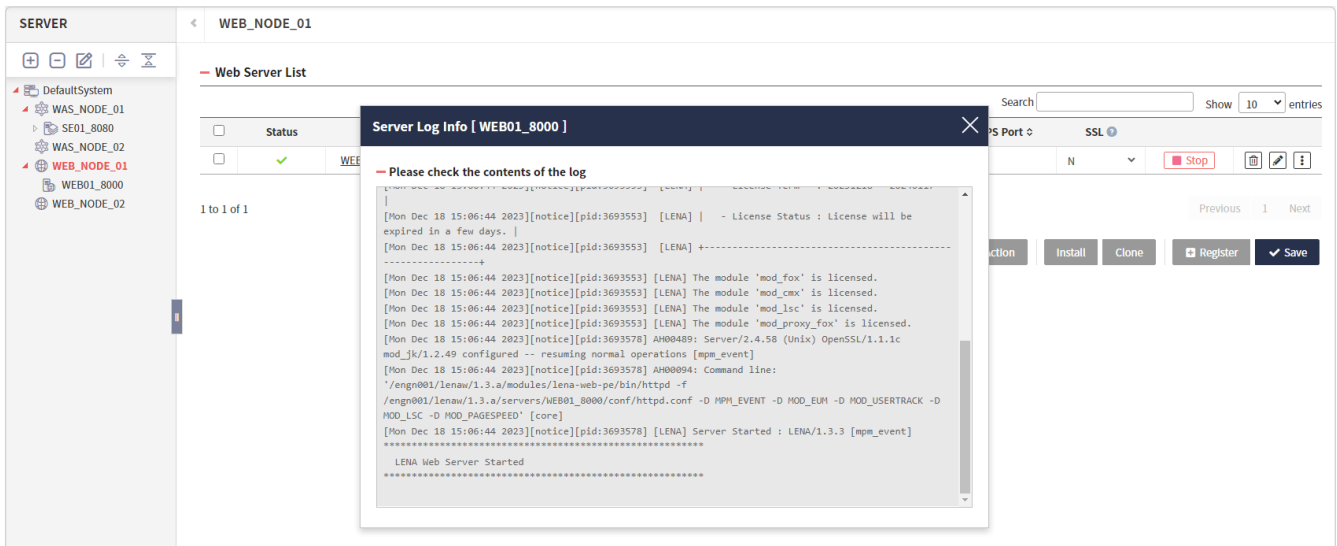 SERVER
WEB_NODE_01
DefaultSystem
WAS_NODE_01
SE01_8080
WAS_NODE_02
WEB_NODE_01
WEB01_8000
WEB_NODE_02
Web Server List
Search
Show 10 entries
Status
PS Port
SSL
WEE
N
Stop
1 to 1 of 1
Previous 1 Next
ction
Install
Clone
Register
Save
Server Log Info [ WEB01_8000 ]
Please check the contents of the log
|
[Mon Dec 18 15:06:44 2023][notice][pid:3693553] [LENA] | - License Status : License will be
expired in a few days. |
[Mon Dec 18 15:06:44 2023][notice][pid:3693553] [LENA] +--------------------------------------------
-----------------+
[Mon Dec 18 15:06:44 2023][notice][pid:3693553] [LENA] The module 'mod_fox' is licensed.
[Mon Dec 18 15:06:44 2023][notice][pid:3693553] [LENA] The module 'mod_cmx' is licensed.
[Mon Dec 18 15:06:44 2023][notice][pid:3693553] [LENA] The module 'mod_lsc' is licensed.
[Mon Dec 18 15:06:44 2023][notice][pid:3693553] [LENA] The module 'mod_proxy_fox' is licensed.
[Mon Dec 18 15:06:44 2023][notice][pid:3693578] AH00489: Server/2.4.58 (Unix) OpenSSL/1.1.1c
mod_jk/1.2.49 configured -- resuming normal operations [mpm_event]
[Mon Dec 18 15:06:44 2023][notice][pid:3693578] AH00094: Command line:
'/engn001/lenaw/1.3.a/modules/lena-web-pe/bin/httpd -f
/engn001/lenaw/1.3.a/servers/WEB01_8000/conf/httpd.conf -D MPM_EVENT -D MOD_EUM -D MOD_USERTRACK -D
MOD_LSC -D MOD_PAGESPEED' [core]
[Mon Dec 18 15:06:44 2023][notice][pid:3693578] [LENA] Server Started : LENA/1.3.3 [mpm_event]
*********************************************************
LENA Web Server Started
*********************************************************